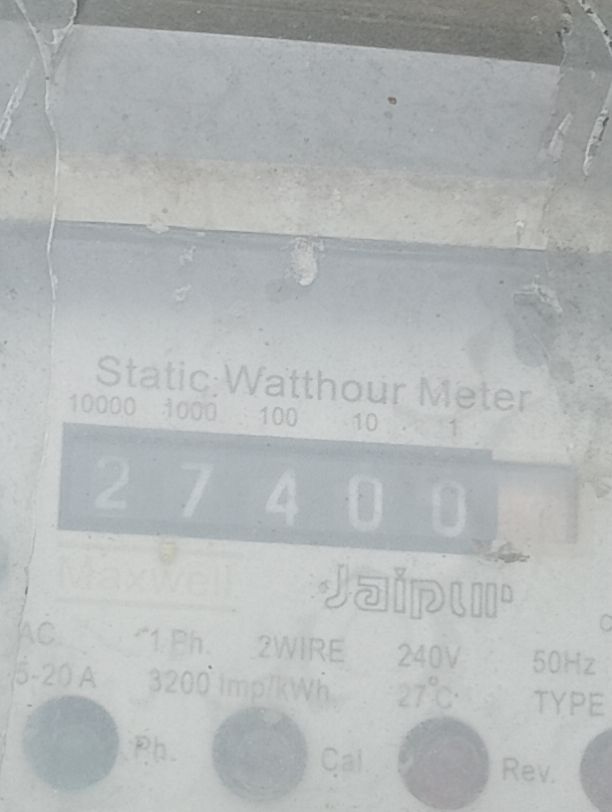 Static Watthour Meter
10000 1000 100 10 1
2 7 4 0 0
Maxwell Jaipur
AC. 1 Ph. 2WIRE 240V 50Hz
5-20 A 3200 Imp/kWh. 27°C TYPE
Ph. Cal. Rev.